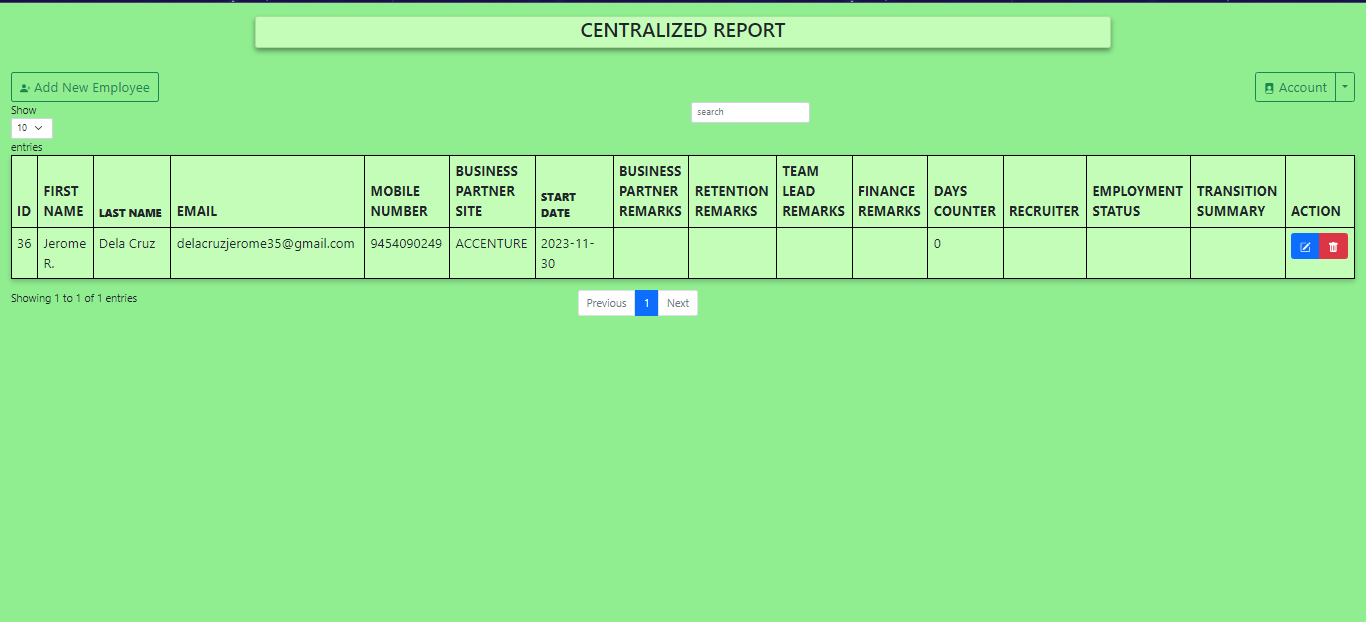 CENTRALIZED REPORT
Add New Employee
Account
Show
search
10
entries
ID
FIRST
NAME
LAST NAME
EMAIL
MOBILE
NUMBER
BUSINESS
PARTNER
SITE
START
DATE
BUSINESS
PARTNER
REMARKS
RETENTION
REMARKS
TEAM
LEAD
REMARKS
FINANCE
REMARKS
DAYS
COUNTER
RECRUITER
EMPLOYMENT
STATUS
TRANSITION
SUMMARY
ACTION
36
Jerome
R.
Dela Cruz
delacruzjerome35@gmail.com
9454090249
ACCENTURE
2023-11-
30
0
Showing 1 to 1 of 1 entries
Previous 1 Next